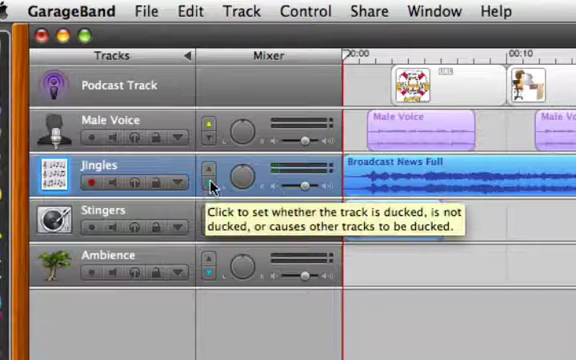 GarageBand File Edit Track Control Share Window Help
Tracks Mixer 00:00 00:10
Podcast Track
Male Voice Male Voice Male V
Jingles Broadcast News Full
Click to set whether the track is ducked, is not
ducked, or causes other tracks to be ducked.
Stingers
Ambience